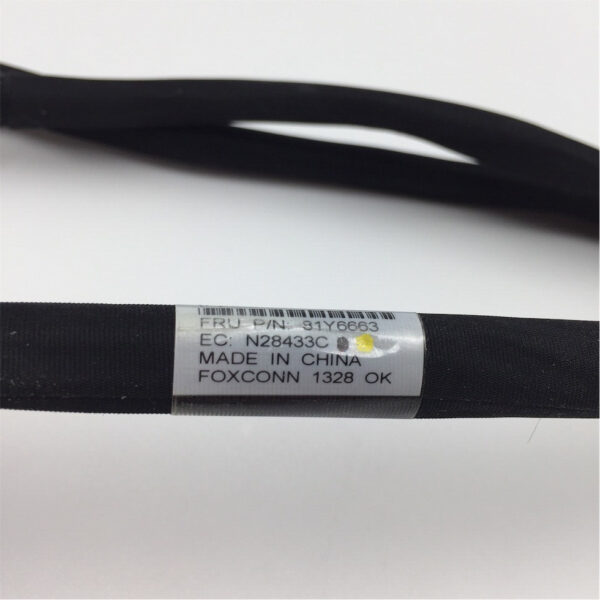 FRU P/N: 81Y6663
EC: N28433C
MADE IN CHINA
FOXCONN 1328 OK